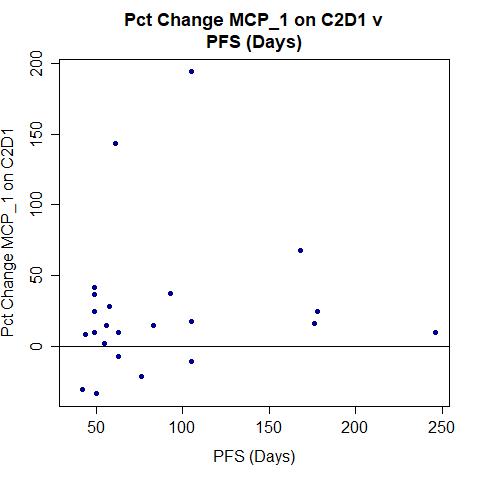 Pct Change MCP_1 on C2D1 v
PFS (Days)
Pct Change MCP_1 on C2D1
200
150
100
50
0
50
100
150
200
250
PFS (Days)